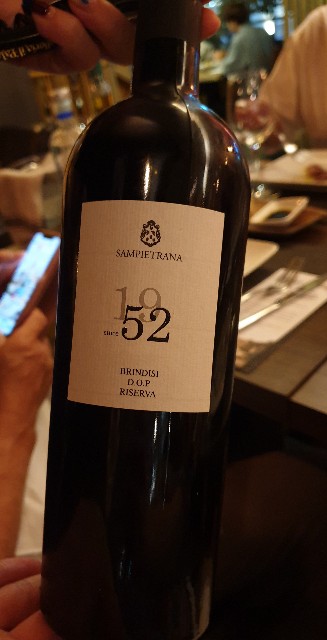 SAMPIETRANA
19
since 52
BRINDISI
D.O.P
RISERVA